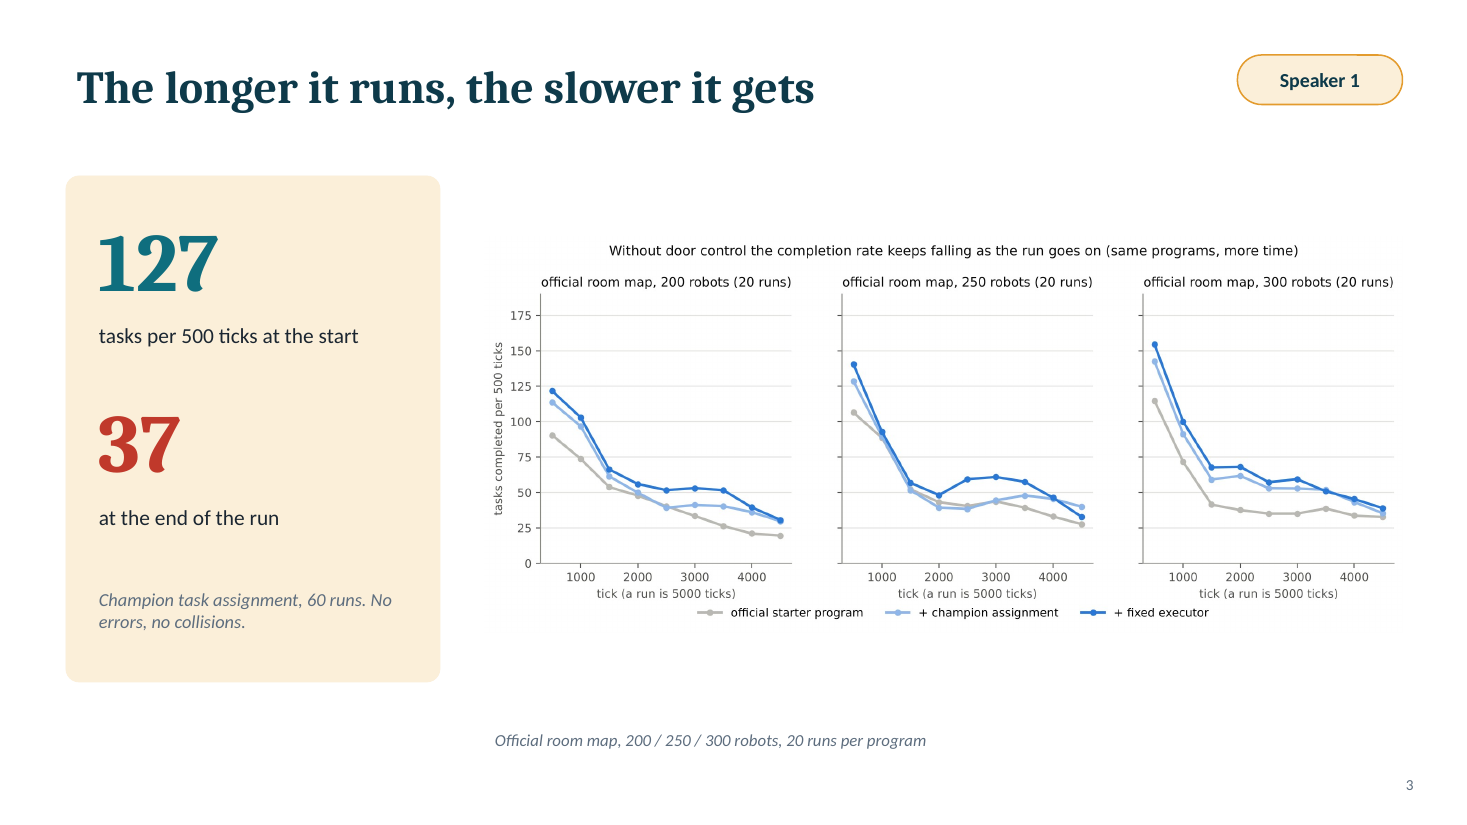 The longer it runs, the slower it gets
Speaker 1
127
tasks per 500 ticks at the start
37
at the end of the run
Champion task assignment, 60 runs. No
errors, no collisions.
Without door control the completion rate keeps falling as the run goes on (same programs, more time)
official room map, 200 robots (20 runs)
official room map, 250 robots (20 runs)
official room map, 300 robots (20 runs)
tasks completed per 500 ticks
175
150
125
100
75
50
25
0
1000 2000 3000 4000
1000 2000 3000 4000
1000 2000 3000 4000
tick (a run is 5000 ticks)
tick (a run is 5000 ticks)
tick (a run is 5000 ticks)
official starter program
+ champion assignment
+ fixed executor
Official room map, 200 / 250 / 300 robots, 20 runs per program
3